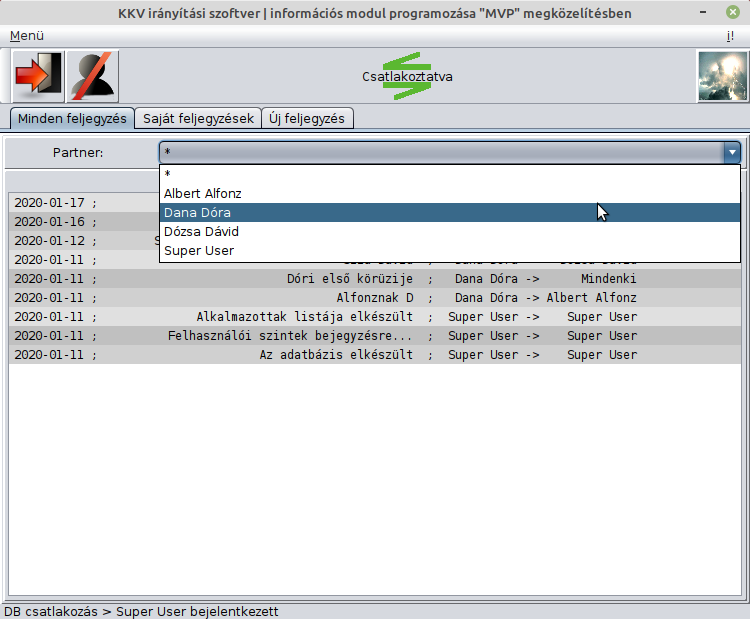 KKV irányítási szoftver | információs modul programozása "MVP" megközelítésben
Menü i!
Csatlakoztatva
Minden feljegyzés Saját feljegyzések Új feljegyzés
Partner: *
*
Albert Alfonz
Dana Dóra
Dózsa Dávid
Super User
2020-01-17 ;
2020-01-16 ;
2020-01-12 ;
2020-01-11 ;
2020-01-11 ; Dóri első körüzije ; Dana Dóra -> Mindenki
2020-01-11 ; Alfonznak D ; Dana Dóra -> Albert Alfonz
2020-01-11 ; Alkalmazottak listája elkészült ; Super User -> Super User
2020-01-11 ; Felhasználói szintek bejegyzésre... ; Super User -> Super User
2020-01-11 ; Az adatbázis elkészült ; Super User -> Super User
DB csatlakozás > Super User bejelentkezett